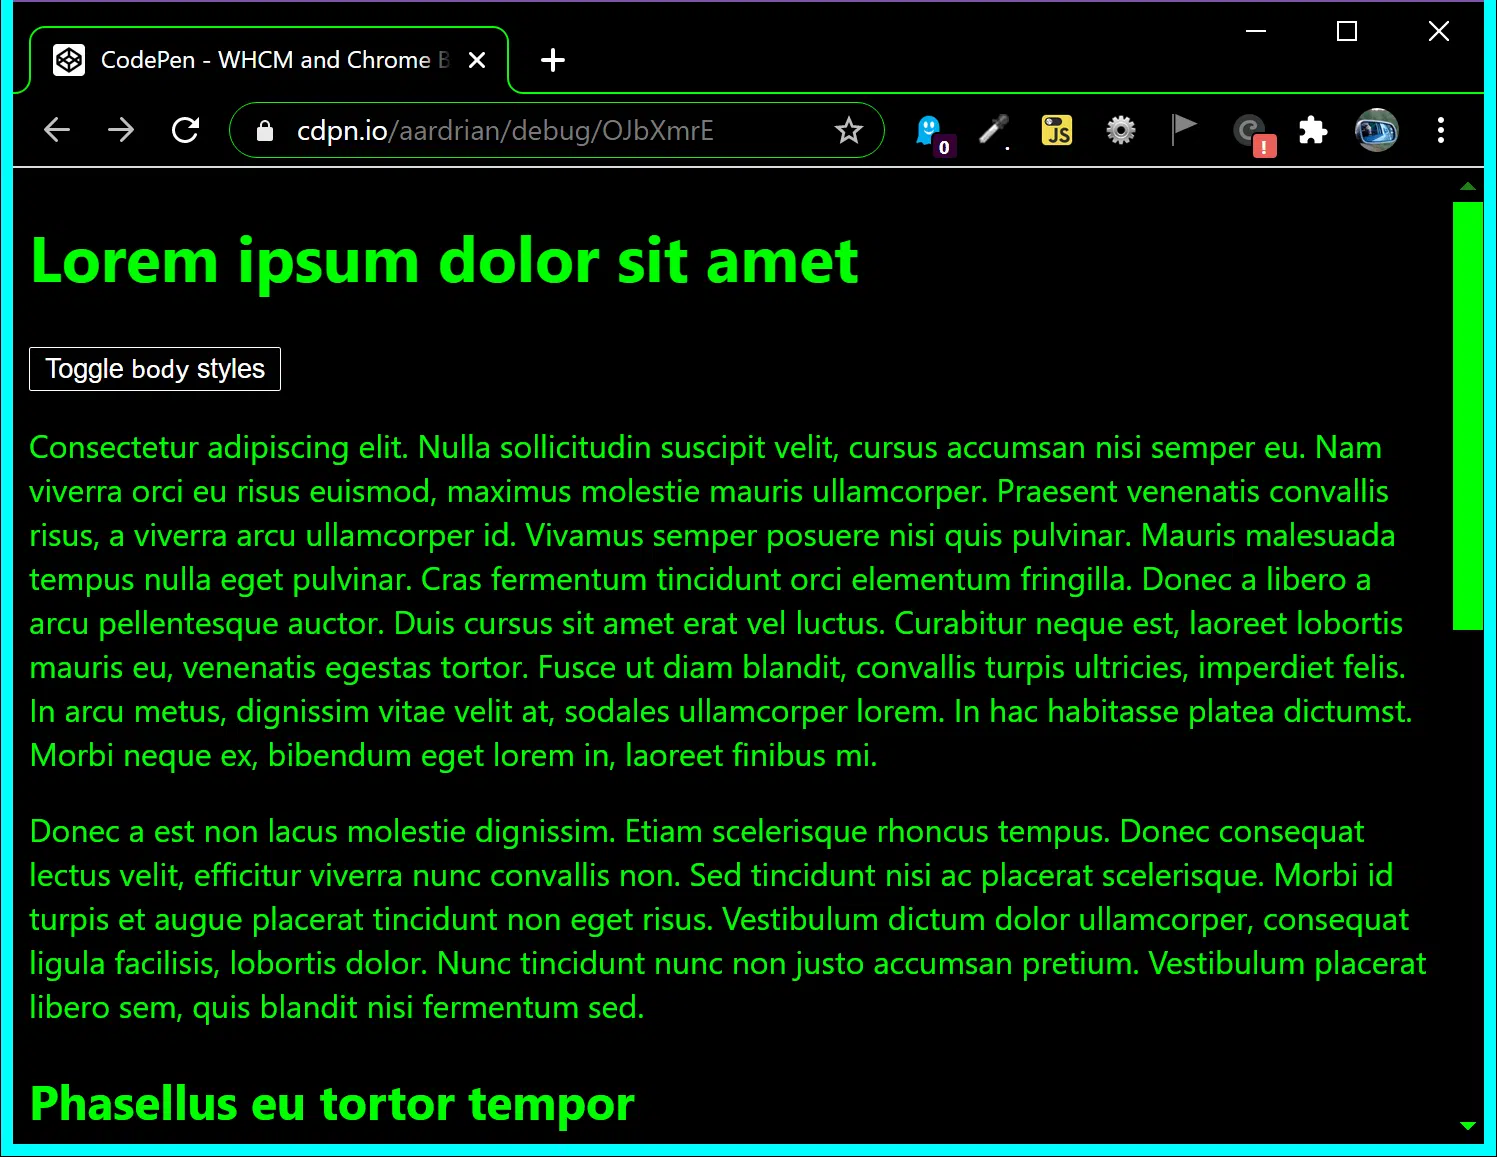 CodePen - WHCM and Chrome B
cdpn.io/aardrian/debug/OJbXmrE
0
JS
!
Lorem ipsum dolor sit amet
Toggle body styles
Consectetur adipiscing elit. Nulla sollicitudin suscipit velit, cursus accumsan nisi semper eu. Nam
viverra orci eu risus euismod, maximus molestie mauris ullamcorper. Praesent venenatis convallis
risus, a viverra arcu ullamcorper id. Vivamus semper posuere nisi quis pulvinar. Mauris malesuada
tempus nulla eget pulvinar. Cras fermentum tincidunt orci elementum fringilla. Donec a libero a
arcu pellentesque auctor. Duis cursus sit amet erat vel luctus. Curabitur neque est, laoreet lobortis
mauris eu, venenatis egestas tortor. Fusce ut diam blandit, convallis turpis ultricies, imperdiet felis.
In arcu metus, dignissim vitae velit at, sodales ullamcorper lorem. In hac habitasse platea dictumst.
Morbi neque ex, bibendum eget lorem in, laoreet finibus mi.
Donec a est non lacus molestie dignissim. Etiam scelerisque rhoncus tempus. Donec consequat
lectus velit, efficitur viverra nunc convallis non. Sed tincidunt nisi ac placerat scelerisque. Morbi id
turpis et augue placerat tincidunt non eget risus. Vestibulum dictum dolor ullamcorper, consequat
ligula facilisis, lobortis dolor. Nunc tincidunt nunc non justo accumsan pretium. Vestibulum placerat
libero sem, quis blandit nisi fermentum sed.
Phasellus eu tortor tempor